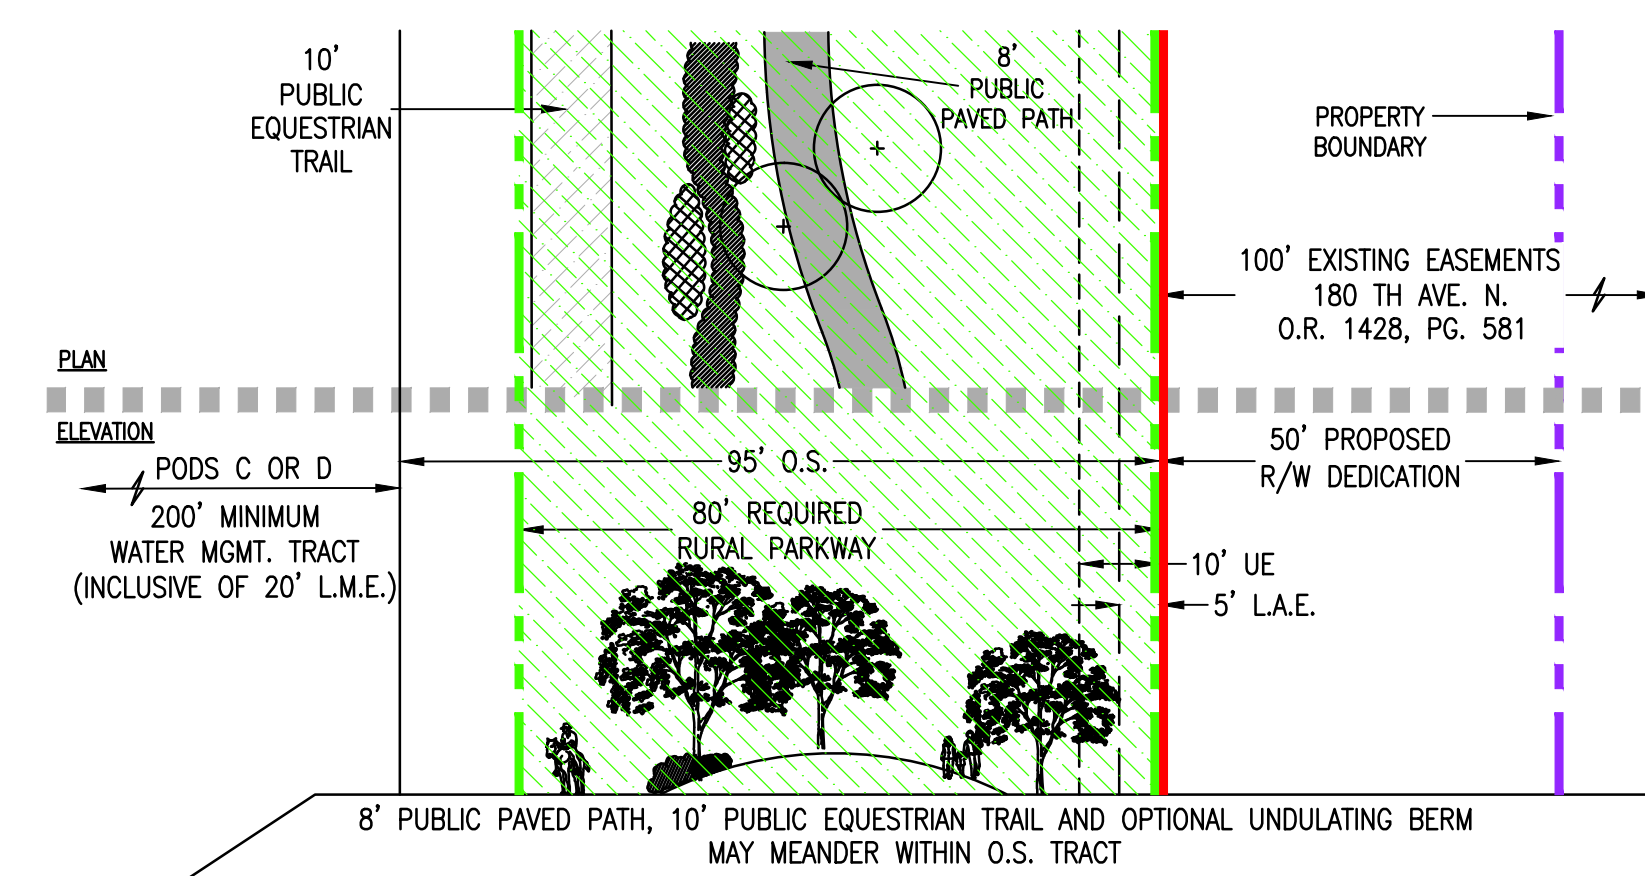 10'
PUBLIC
EQUESTRIAN
TRAIL
8'
PUBLIC
PAVED PATH
PROPERTY
BOUNDARY
100' EXISTING EASEMENTS
180 TH AVE. N.
O.R. 1428, PG. 581
PLAN
ELEVATION
PODS C OR D
200' MINIMUM
WATER MGMT. TRACT
(INCLUSIVE OF 20' L.M.E.)
95' O.S.
80' REQUIRED
RURAL PARKWAY
50' PROPOSED
R/W DEDICATION
10' UE
5' L.A.E.
8' PUBLIC PAVED PATH, 10' PUBLIC EQUESTRIAN TRAIL AND OPTIONAL UNDULATING BERM
MAY MEANDER WITHIN O.S. TRACT